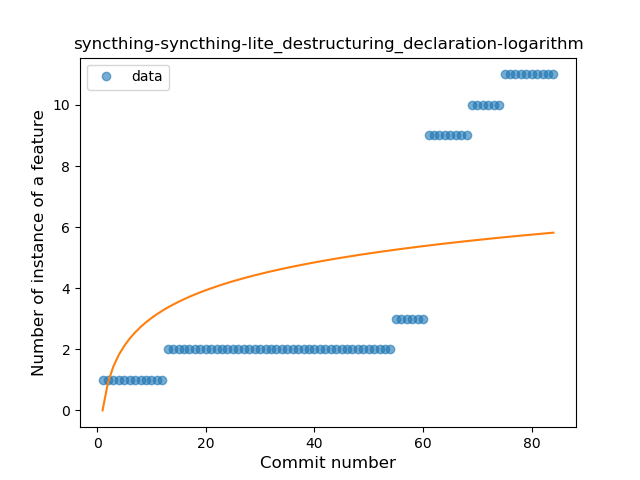 syncthing-syncthing-lite_destructuring_declaration-logarithm
data
Number of instance of a feature
10
8
6
4
2
0
0 20 40 60 80
Commit number